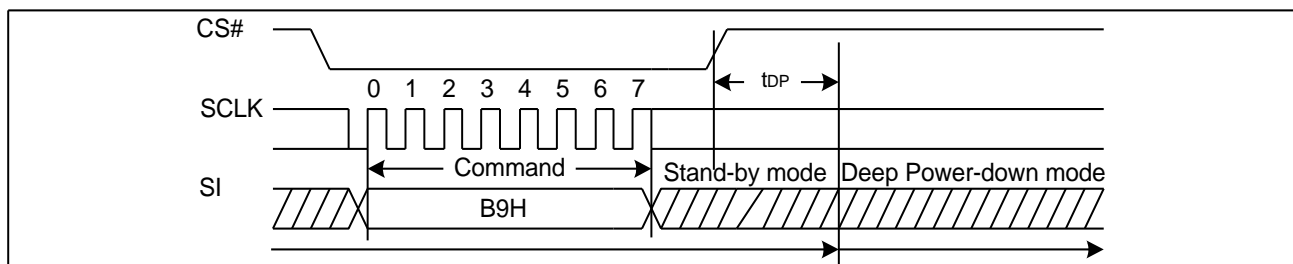 CS#
tDP
0 1 2 3 4 5 6 7
SCLK
Command
Stand-by mode Deep Power-down mode
SI
B9H